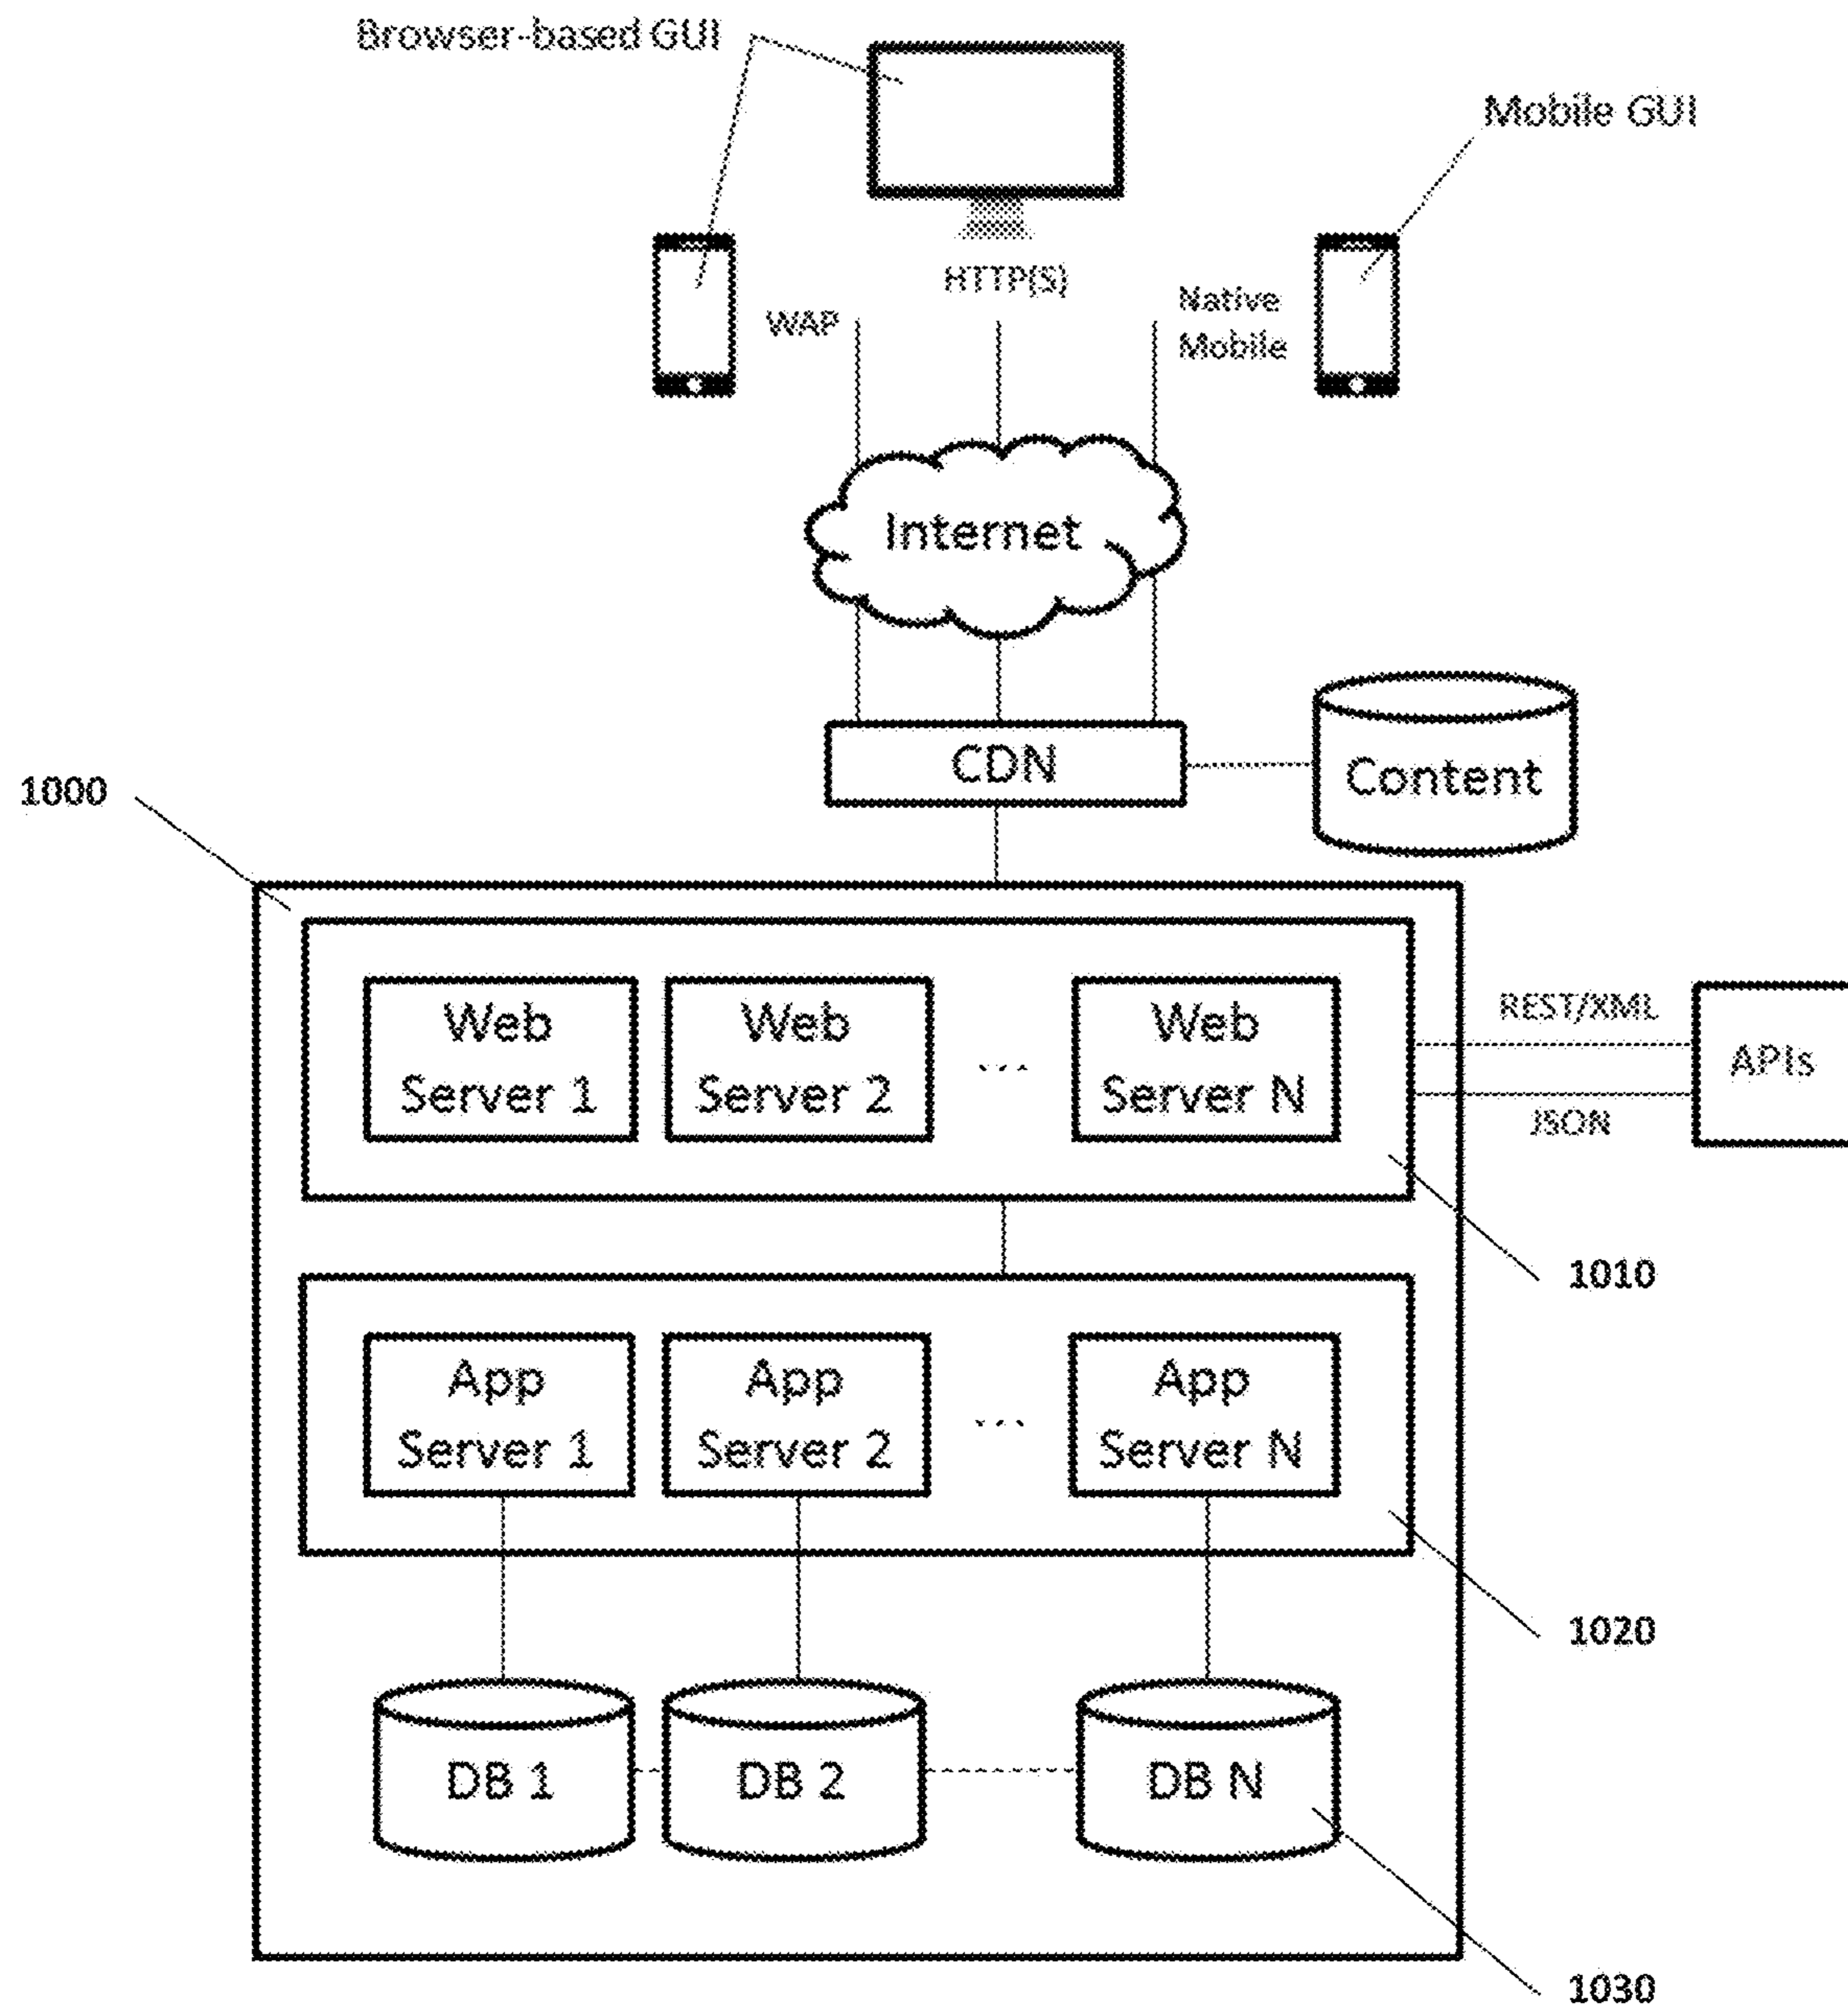 Browser-based GUI
Mobile GUI
HTTP(S)
WAP
Native
Mobile
Internet
CDN
Content
1000
Web
Server 1
Web
Server 2
...
Web
Server N
REST/XML
APIs
JSON
1010
App
Server 1
App
Server 2
...
App
Server N
1020
DB 1
DB 2
DB N
1030